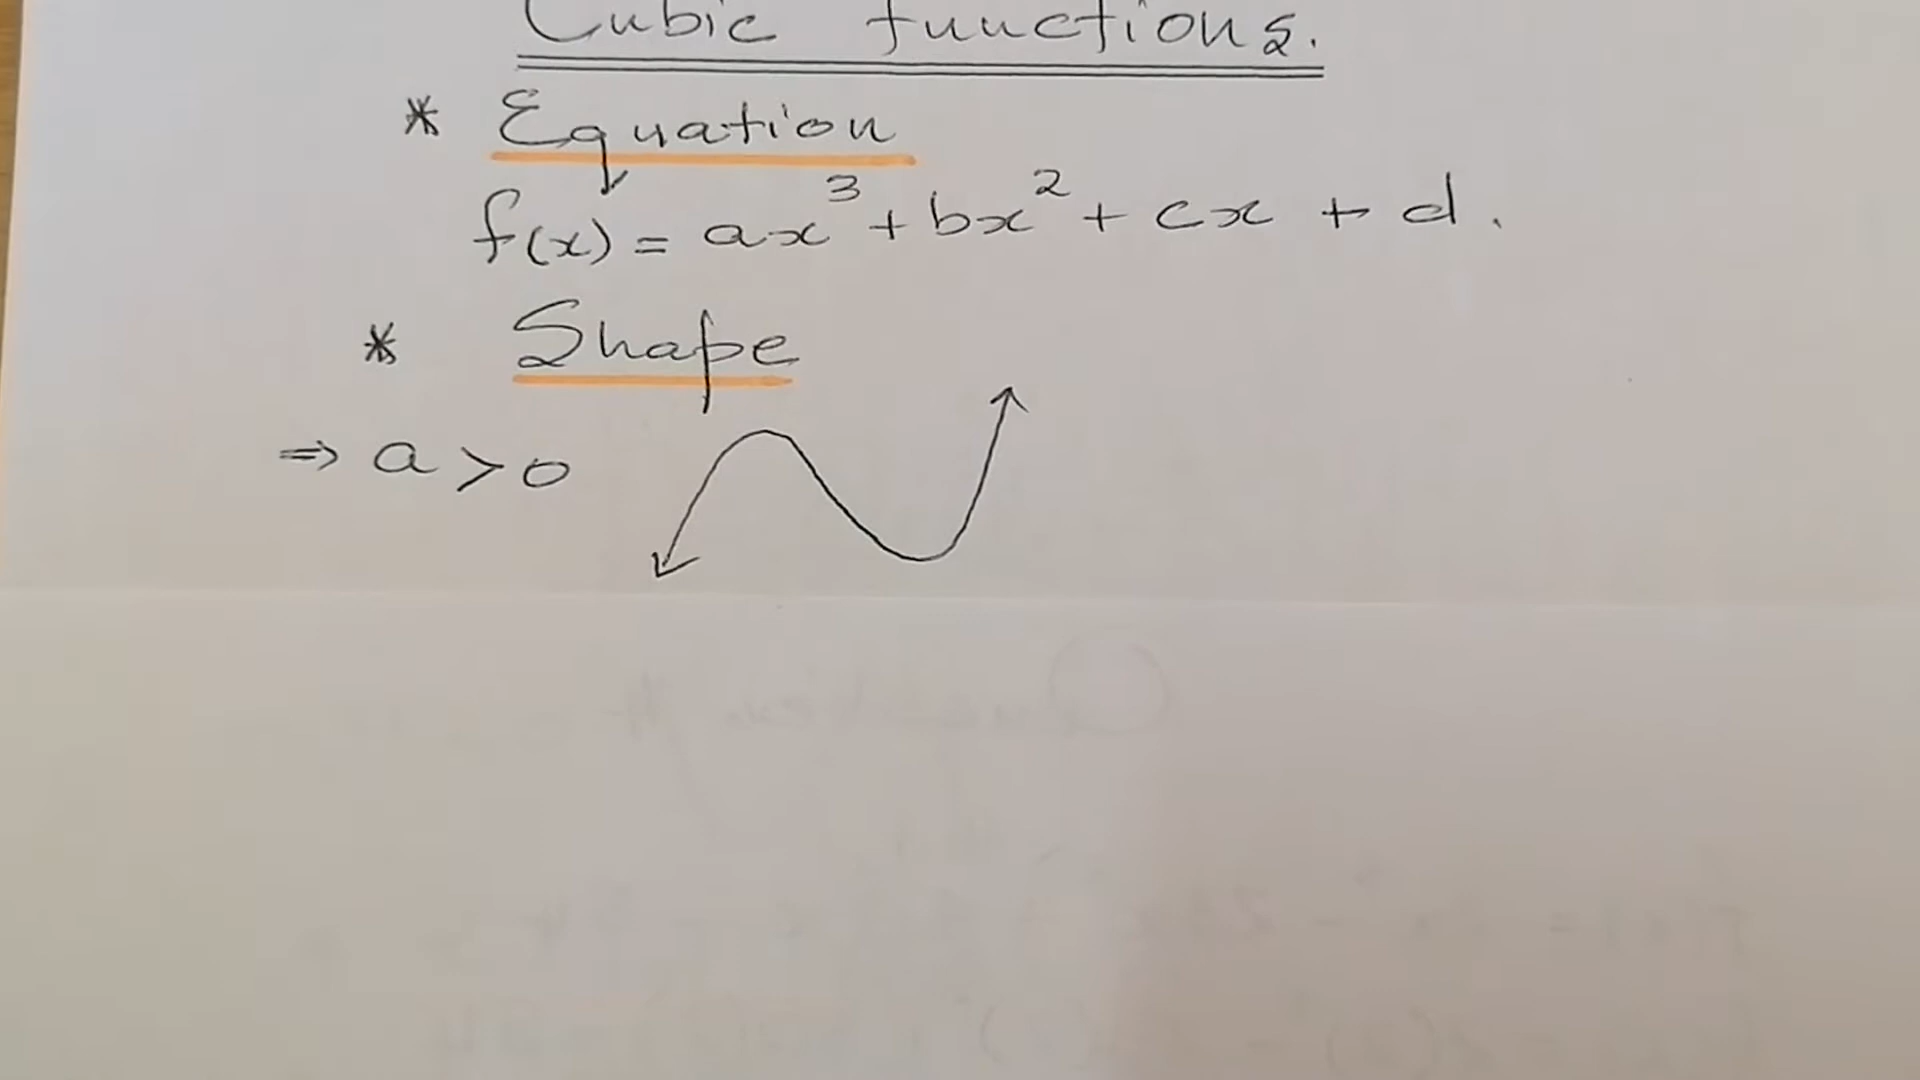 Cubic functions.
* Equation
f(x) = ax³ + bx² + cx + d.
* Shape
⇒ a > 0